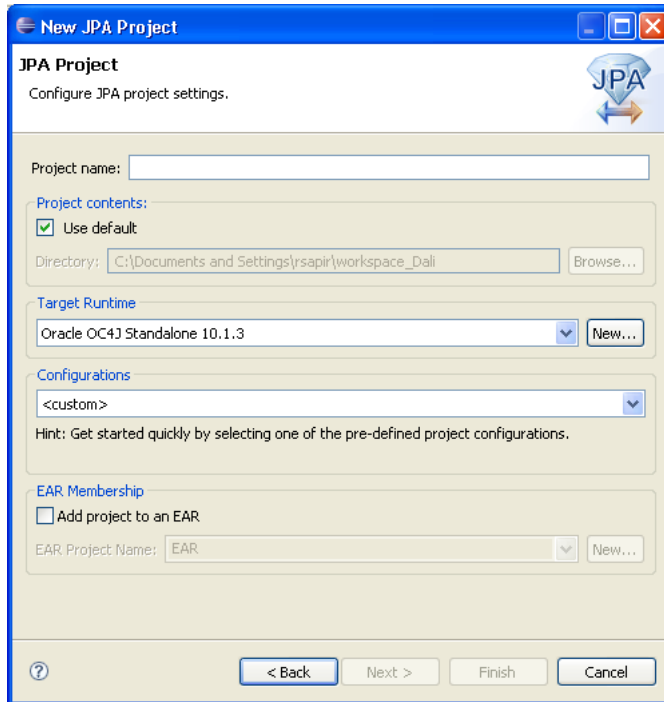 New JPA Project
JPA Project
Configure JPA project settings.
JPA
Project name:
Project contents:
Use default
Directory: C:\Documents and Settings\rsapir\workspace_Dali Browse...
Target Runtime
Oracle OC4J Standalone 10.1.3 New...
Configurations
<custom>
Hint: Get started quickly by selecting one of the pre-defined project configurations.
EAR Membership
Add project to an EAR
EAR Project Name: EAR New...
? < Back Next > Finish Cancel